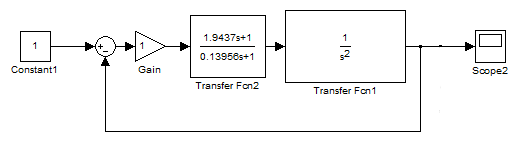 1
Constant1
+
−
1
Gain
1.9437s+1
0.13956s+1
Transfer Fcn2
1
s²
Transfer Fcn1
Scope2